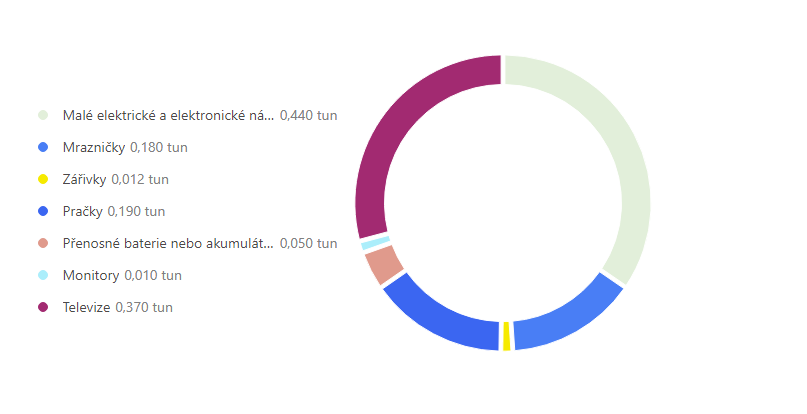 Malé elektrické a elektronické ná... 0,440 tun
Mrazničky 0,180 tun
Zářivky 0,012 tun
Pračky 0,190 tun
Přenosné baterie nebo akumulát... 0,050 tun
Monitory 0,010 tun
Televize 0,370 tun